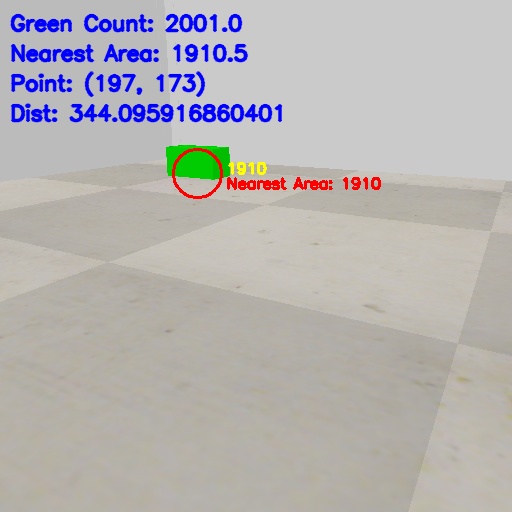 Green Count: 2001.0
Nearest Area: 1910.5
Point: (197, 173)
Dist: 344.095916860401
1910
Nearest Area: 1910